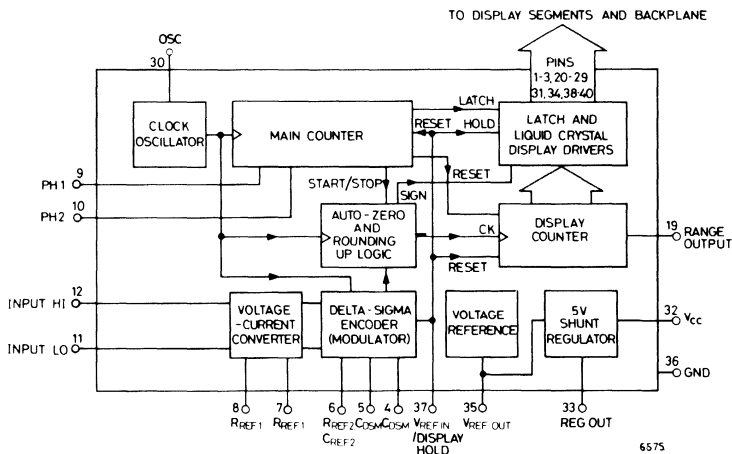 TO DISPLAY SEGMENTS AND BACKPLANE
OSC
30
PINS
1-3, 20-29
31, 34, 38-40
CLOCK
OSCILLATOR
MAIN COUNTER
LATCH
RESET
HOLD
LATCH AND
LIQUID CRYSTAL
DISPLAY DRIVERS
9
PH1
10
PH2
START/STOP
SIGN
RESET
AUTO-ZERO
AND
ROUNDING
UP LOGIC
CK
DISPLAY
COUNTER
19
RANGE
OUTPUT
RESET
12
INPUT HI
11
INPUT LO
VOLTAGE
-CURRENT
CONVERTER
DELTA-SIGMA
ENCODER
(MODULATOR)
VOLTAGE
REFERENCE
5V
SHUNT
REGULATOR
32
VCC
36
GND
8
RREF1
7
RREF1
6
RREF2
CREF2
5
CDSM
4
CDSM
37
VREF IN
/DISPLAY
HOLD
35
VREF OUT
33
REG OUT
6575